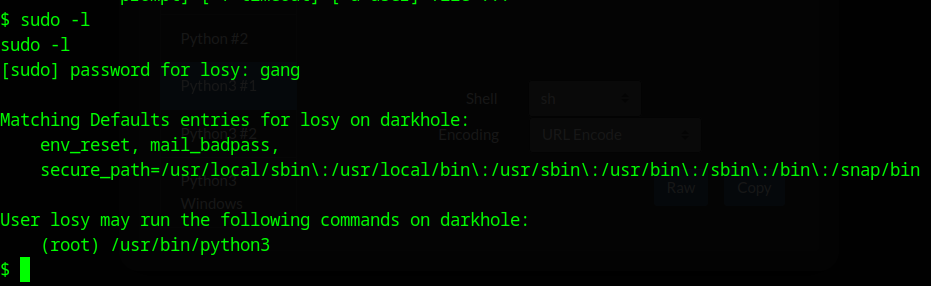 $ sudo -l
sudo -l
[sudo] password for losy: gang
Python #2
Python3 #1
Shell
sh
Matching Defaults entries for losy on darkhole:
Python3 #2
Encoding
URL Encode
env_reset, mail_badpass,
secure_path=/usr/local/sbin\:/usr/local/bin\:/usr/sbin\:/usr/bin\:/sbin\:/bin\:/snap/bin
Python3
Windows
Raw
Copy
User losy may run the following commands on darkhole:
(root) /usr/bin/python3
$